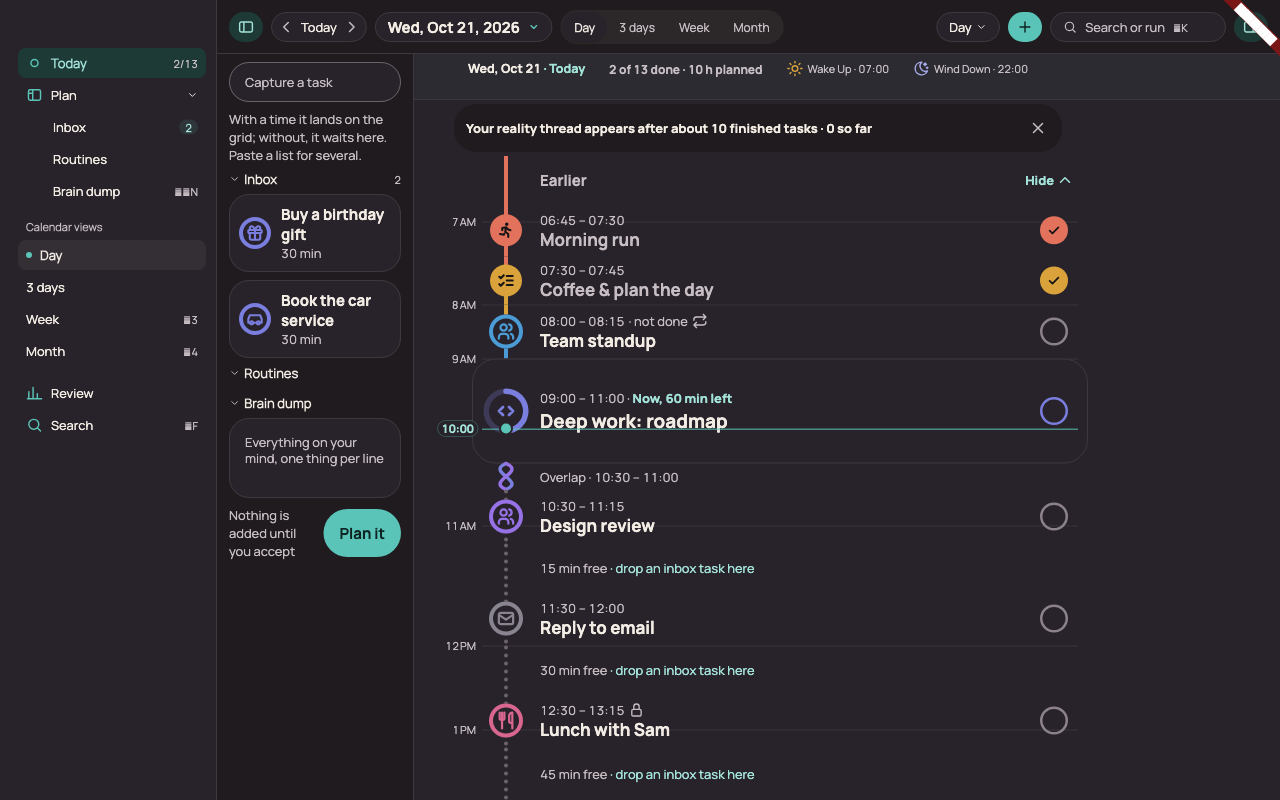 Today 2/13
Plan
Inbox 2
Routines
Brain dump N
Calendar views
Day
3 days
Week 3
Month 4
Review
Search F
Today
Wed, Oct 21, 2026
Day 3 days Week Month
Day
Search or run K
Capture a task
With a time it lands on the
grid; without, it waits here.
Paste a list for several.
Inbox 2
Buy a birthday
gift
30 min
Book the car
service
30 min
Routines
Brain dump
Everything on your
mind, one thing per line
Nothing is
added until
you accept
Plan it
Wed, Oct 21 · Today 2 of 13 done · 10 h planned Wake Up · 07:00 Wind Down · 22:00
Your reality thread appears after about 10 finished tasks · 0 so far
Earlier Hide
7 AM
06:45 – 07:30
Morning run
07:30 – 07:45
Coffee & plan the day
8 AM
08:00 – 08:15 · not done
Team standup
9 AM
09:00 – 11:00 · Now, 60 min left
Deep work: roadmap
10:00
Overlap · 10:30 – 11:00
10:30 – 11:15
11 AM
Design review
15 min free · drop an inbox task here
11:30 – 12:00
Reply to email
12 PM
30 min free · drop an inbox task here
12:30 – 13:15
1 PM
Lunch with Sam
45 min free · drop an inbox task here